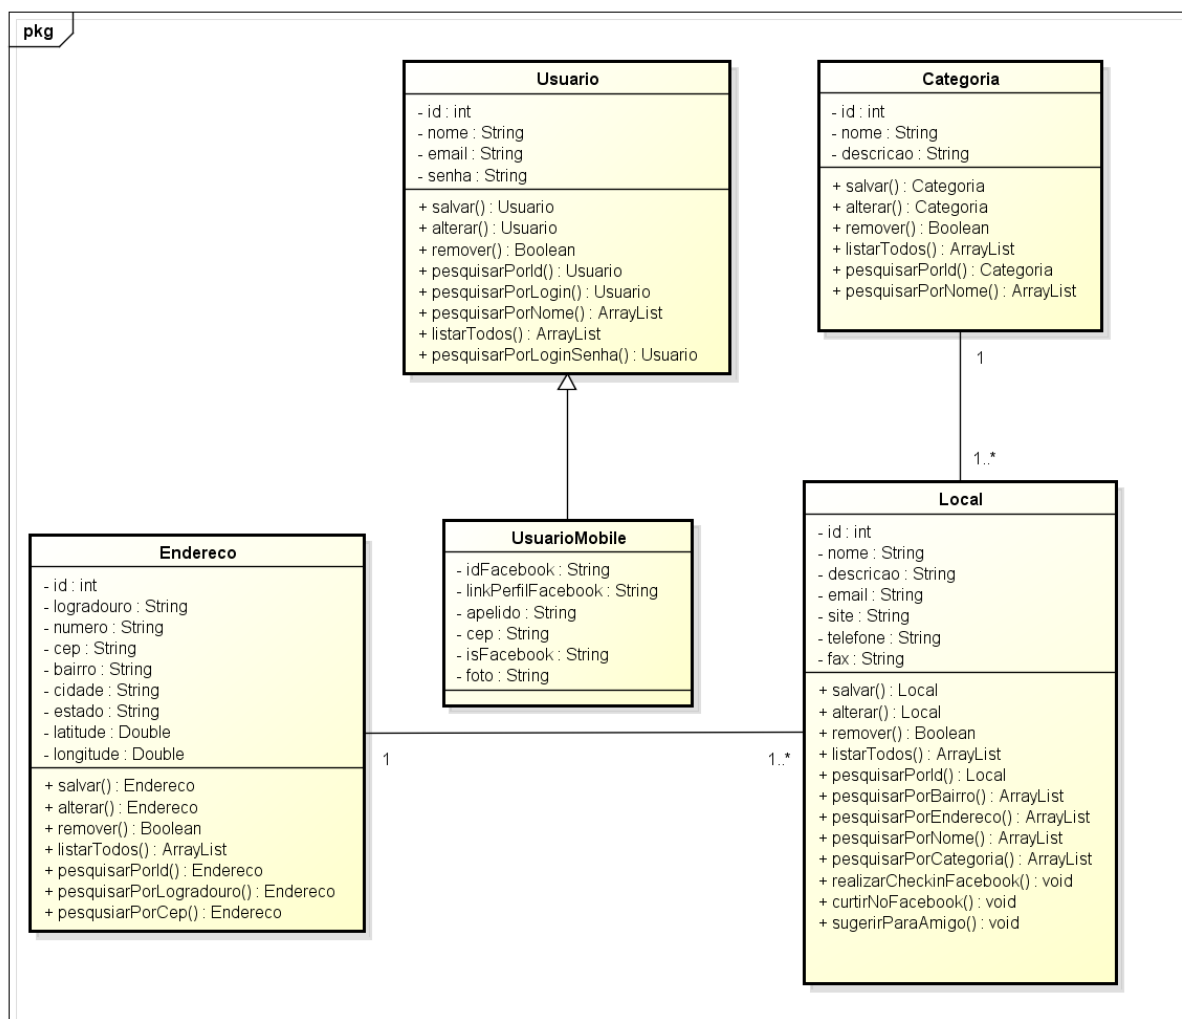 pkg
Usuario
- id : int
- nome : String
- email : String
- senha : String
+ salvar() : Usuario
+ alterar() : Usuario
+ remover() : Boolean
+ pesquisarPorId() : Usuario
+ pesquisarPorLogin() : Usuario
+ pesquisarPorNome() : ArrayList
+ listarTodos() : ArrayList
+ pesquisarPorLoginSenha() : Usuario
Categoria
- id : int
- nome : String
- descricao : String
+ salvar() : Categoria
+ alterar() : Categoria
+ remover() : Boolean
+ listarTodos() : ArrayList
+ pesquisarPorId() : Categoria
+ pesquisarPorNome() : ArrayList
1
1..*
Endereco
- id : int
- logradouro : String
- numero : String
- cep : String
- bairro : String
- cidade : String
- estado : String
- latitude : Double
- longitude : Double
+ salvar() : Endereco
+ alterar() : Endereco
+ remover() : Boolean
+ listarTodos() : ArrayList
+ pesquisarPorId() : Endereco
+ pesquisarPorLogradouro() : Endereco
+ pesqusiarPorCep() : Endereco
UsuarioMobile
- idFacebook : String
- linkPerfilFacebook : String
- apelido : String
- cep : String
- isFacebook : String
- foto : String
1
1..*
Local
- id : int
- nome : String
- descricao : String
- email : String
- site : String
- telefone : String
- fax : String
+ salvar() : Local
+ alterar() : Local
+ remover() : Boolean
+ listarTodos() : ArrayList
+ pesquisarPorId() : Local
+ pesquisarPorBairro() : ArrayList
+ pesquisarPorEndereco() : ArrayList
+ pesquisarPorNome() : ArrayList
+ pesquisarPorCategoria() : ArrayList
+ realizarCheckinFacebook() : void
+ curtirNoFacebook() : void
+ sugerirParaAmigo() : void